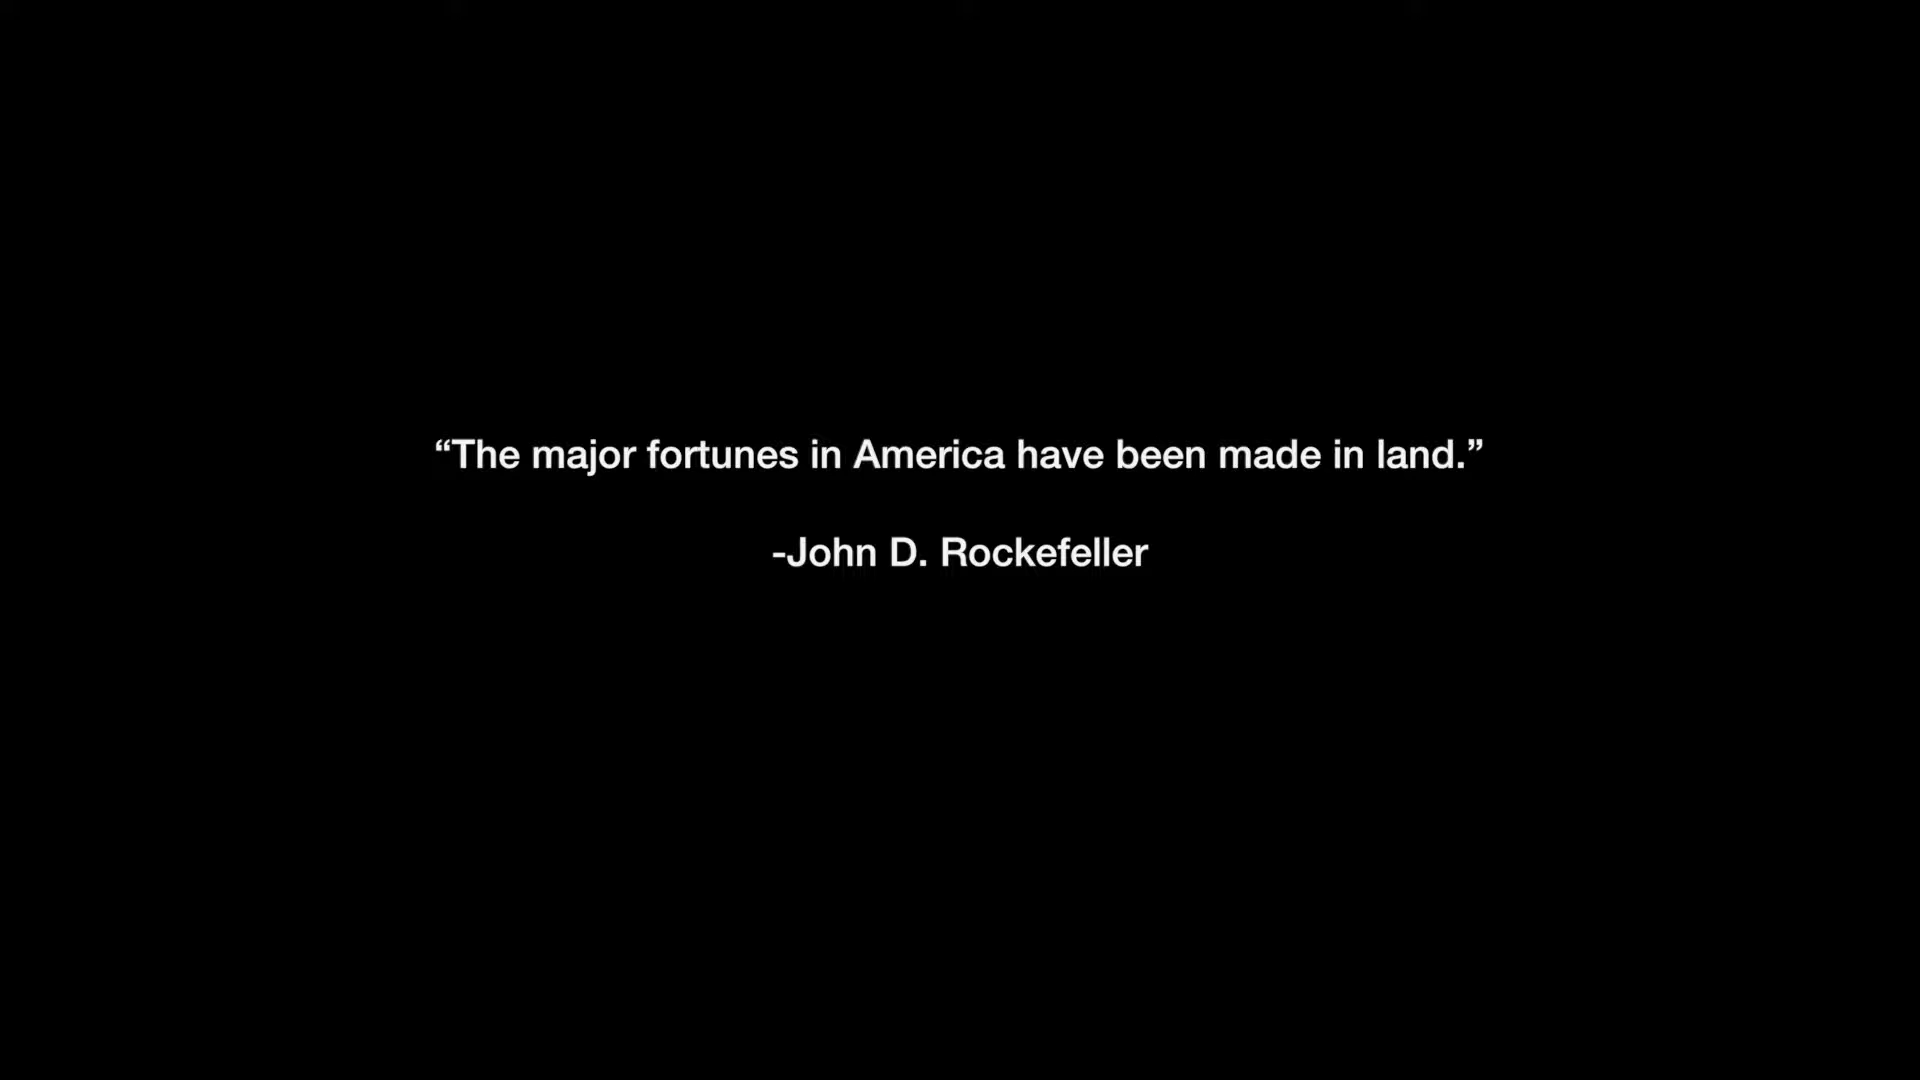 “The major fortunes in America have been made in land.”
-John D. Rockefeller